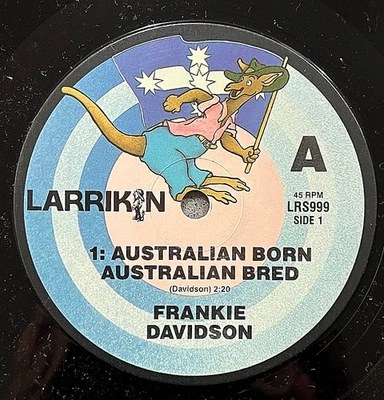 LARRIKIN
A
45 RPM
LRS999
SIDE 1
1: AUSTRALIAN BORN
AUSTRALIAN BRED
(Davidson) 2:20
FRANKIE
DAVIDSON